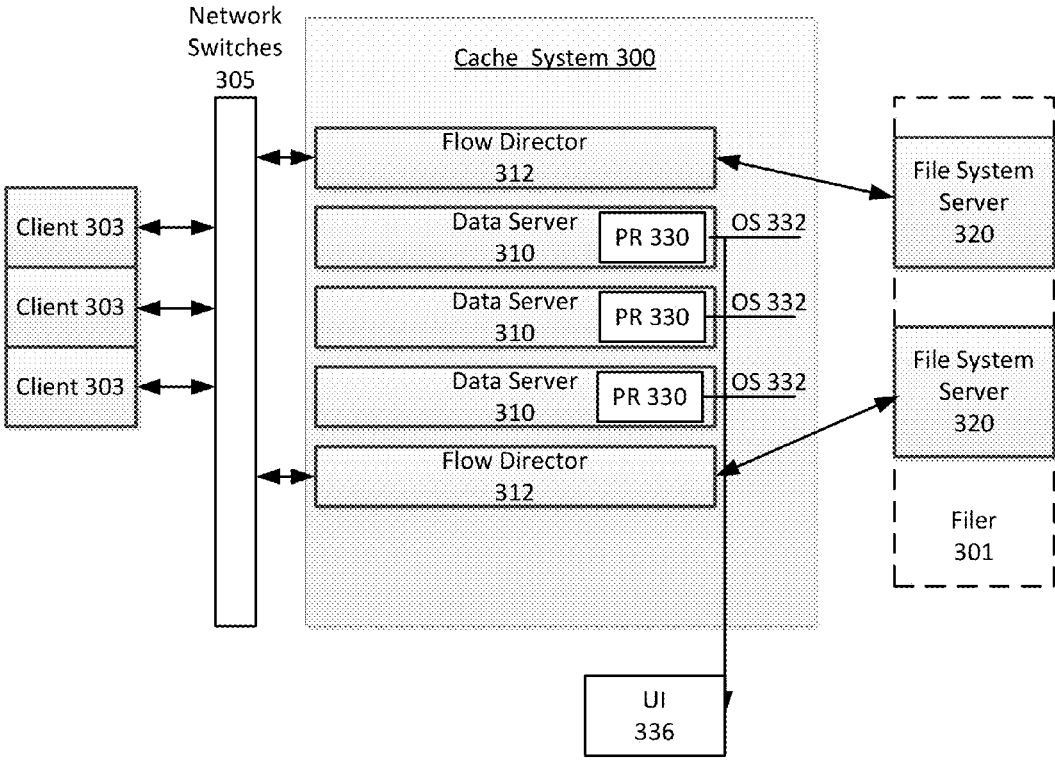 Network
Switches
305
Cache System 300
Flow Director
312
File System
Server
320
Client 303
Data Server
310
PR 330
OS 332
Client 303
Data Server
310
PR 330
OS 332
Client 303
Data Server
310
PR 330
OS 332
File System
Server
320
Flow Director
312
Filer
301
UI
336